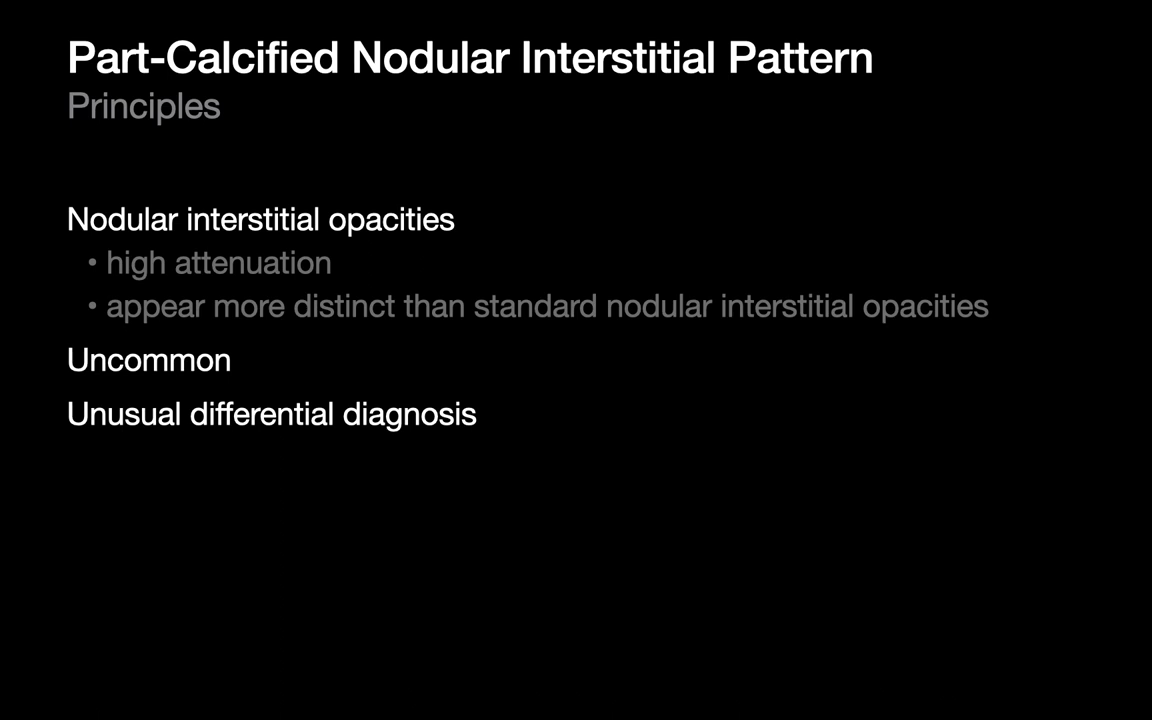 Part-Calcified Nodular Interstitial Pattern
Principles
Nodular interstitial opacities
• high attenuation
• appear more distinct than standard nodular interstitial opacities
Uncommon
Unusual differential diagnosis